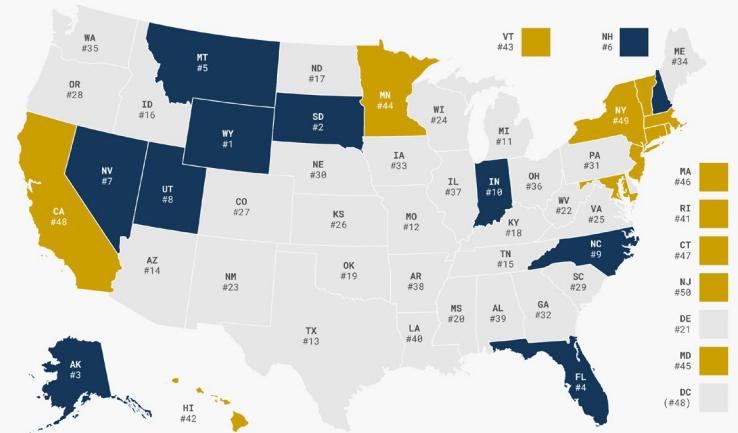 VT
#43
NH
#6
WA
#35
MT
#5
ND
#17
MN
#44
ME
#34
OR
#28
ID
#16
WY
#1
SD
#2
WI
#24
MI
#11
NY
#49
NV
#7
UT
#8
CO
#27
NE
#30
IA
#33
IL
#37
IN
#10
OH
#36
PA
#31
CA
#48
AZ
#14
NM
#23
KS
#26
MO
#12
KY
#18
WV
#22
VA
#25
OK
#19
AR
#38
TN
#15
NC
#9
SC
#29
TX
#13
LA
#40
MS
#20
AL
#39
GA
#32
FL
#4
AK
#3
HI
#42
MA
#46
RI
#41
CT
#47
NJ
#50
DE
#21
MD
#45
DC
(#48)